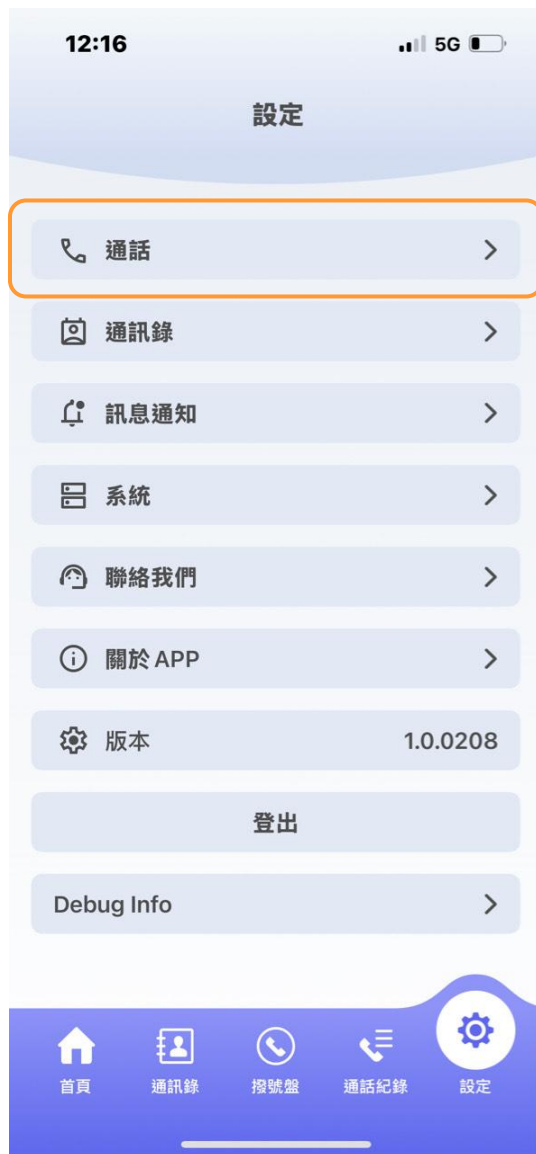 12:16 5G
設定
通話
通訊錄
訊息通知
系統
聯絡我們
關於 APP
版本 1.0.0208
登出
Debug Info
首頁 通訊錄 撥號盤 通話紀錄 設定